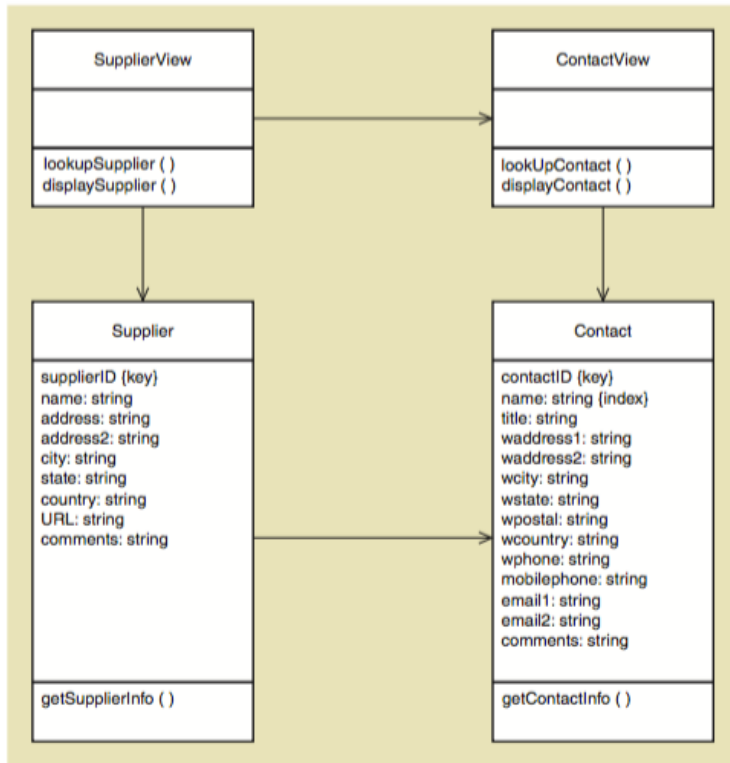 SupplierView
lookupSupplier ( )
displaySupplier ( )
ContactView
lookUpContact ( )
displayContact ( )
Supplier
supplierID {key}
name: string
address: string
address2: string
city: string
state: string
country: string
URL: string
comments: string
getSupplierInfo ( )
Contact
contactID {key}
name: string {index}
title: string
waddress1: string
waddress2: string
wcity: string
wstate: string
wpostal: string
wcountry: string
wphone: string
mobilephone: string
email1: string
email2: string
comments: string
getContactInfo ( )